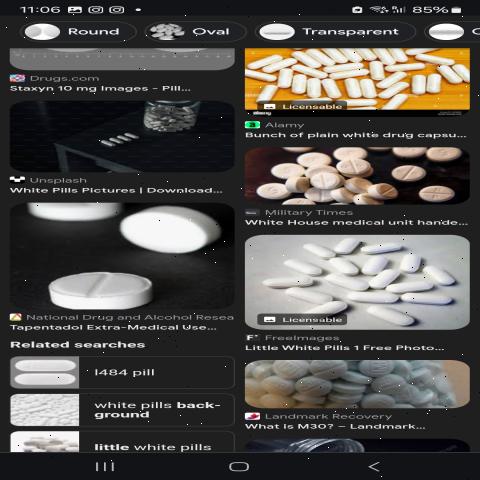 11:06
85%
Round
Oval
Transparent
Drugs.com
Staxyn 10 mg Images - Pill...
Unsplash
White Pills Pictures | Download...
National Drug and Alcohol Resea
Tapentadol Extra-Medical Use...
Related searches
l484 pill
white pills back-
ground
little white pills
Licensable
alamy
Alamy
Bunch of plain white drug capsu...
Military Times
White House medical unit hande...
Licensable
FreeImages
Little White Pills 1 Free Photo...
Landmark Recovery
What is M30? – Landmark...